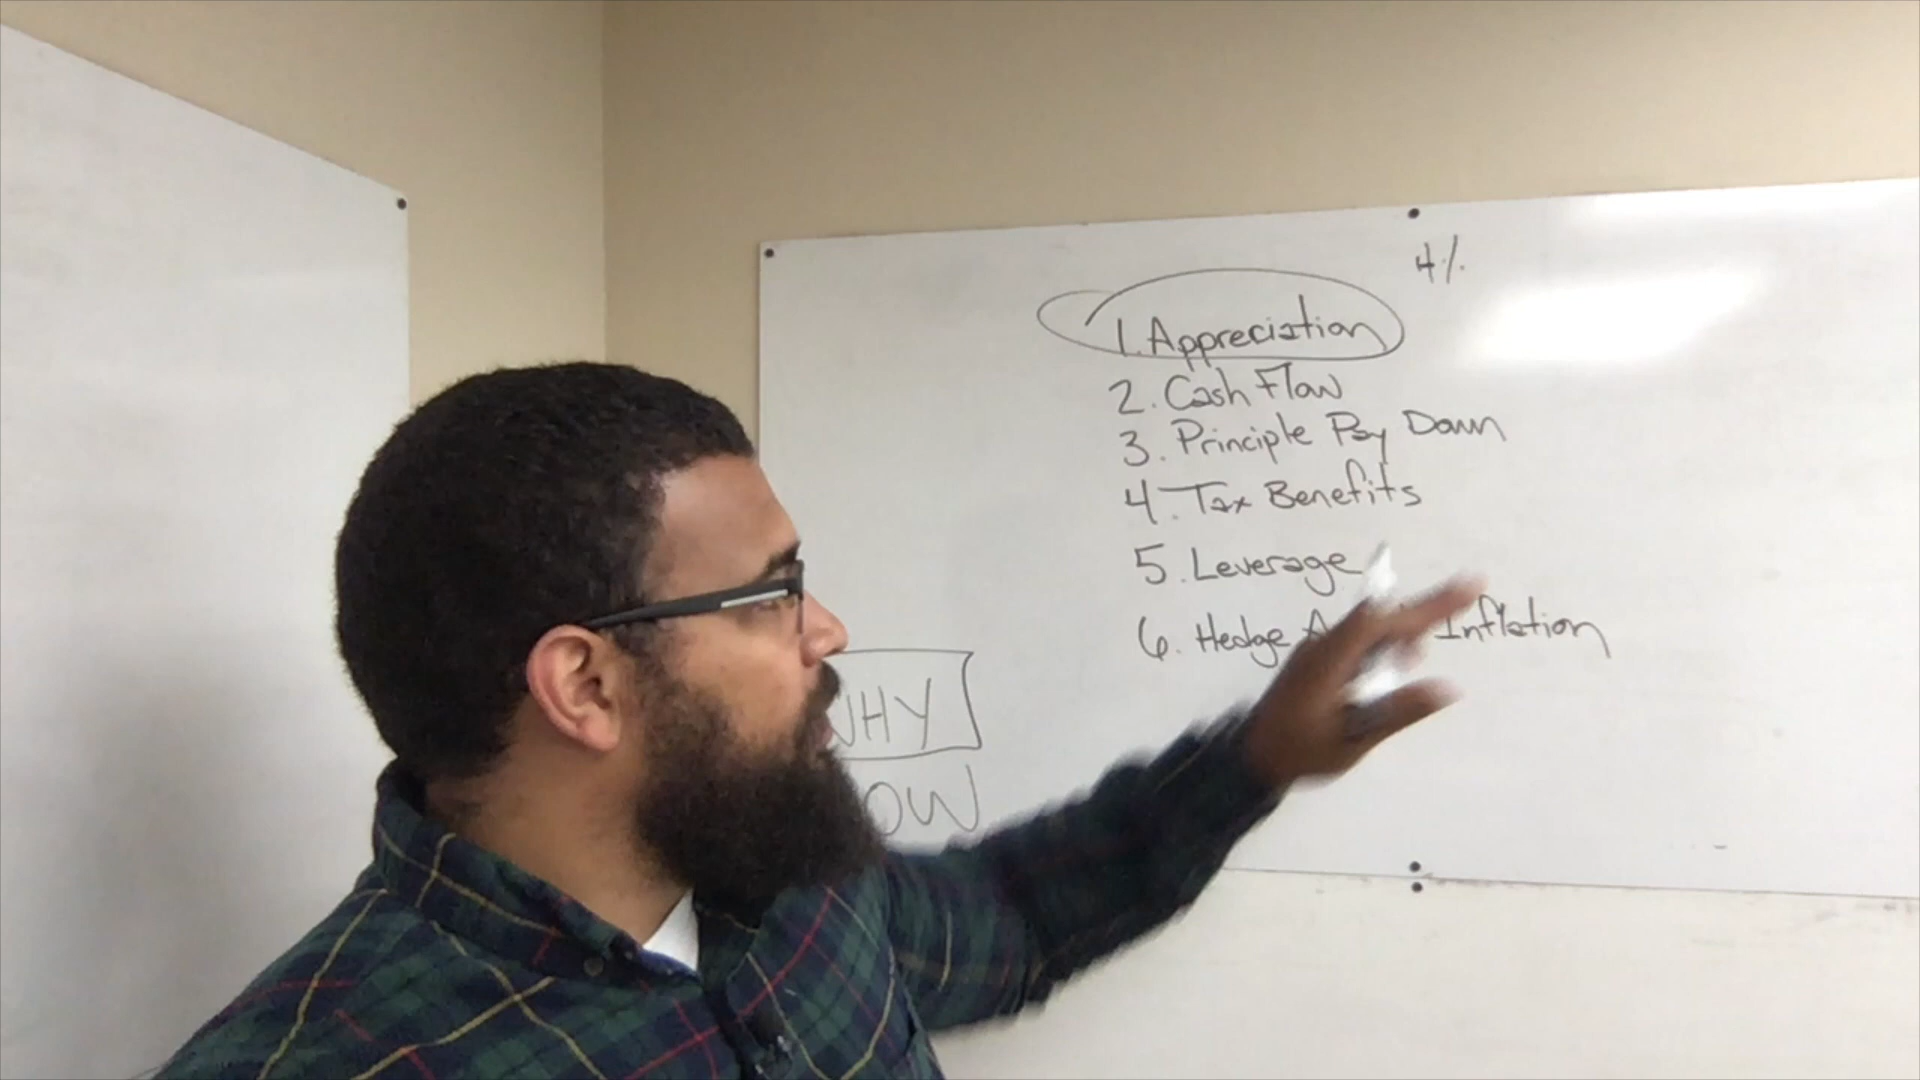 4%
1. Appreciation
2. Cash Flow
3. Principle Pay Down
4. Tax Benefits
5. Leverage
6. Hedge Inflation
WHY
OW